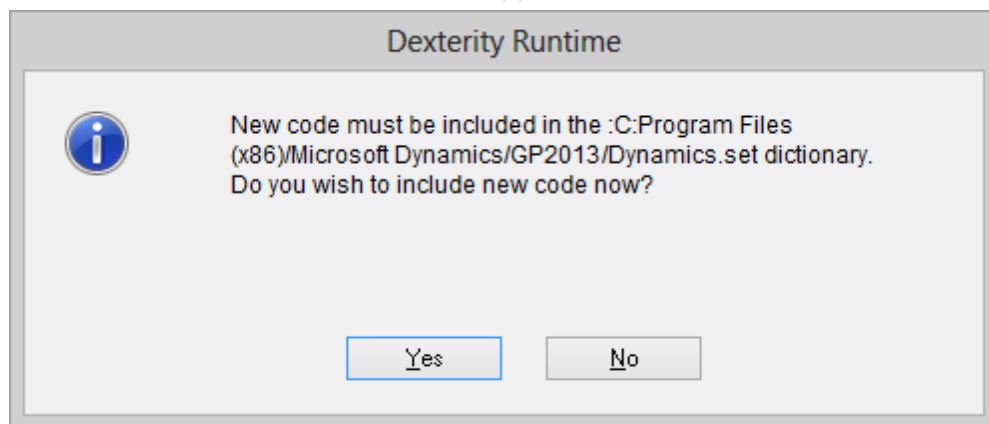 Dexterity Runtime
New code must be included in the :C:Program Files
(x86)/Microsoft Dynamics/GP2013/Dynamics.set dictionary.
Do you wish to include new code now?
Yes
No